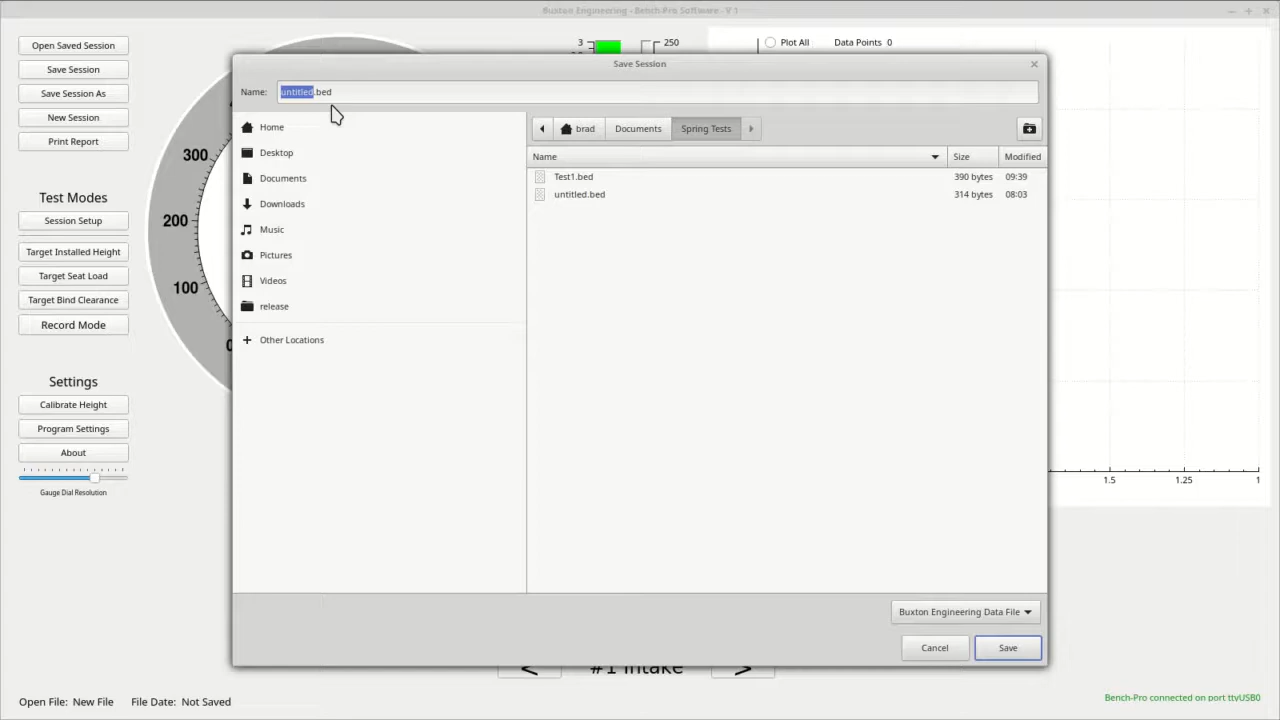 Buxton Engineering - Bench-Pro Software - V 1
Open Saved Session
Save Session
Save Session As
New Session
Print Report
Test Modes
Session Setup
Target Installed Height
Target Seat Load
Target Bind Clearance
Record Mode
Settings
Calibrate Height
Program Settings
About
Gauge Dial Resolution
300
200
100
0
3
250
Plot All
Data Points 0
Save Session
Name: untitled.bed
Home
Desktop
Documents
Downloads
Music
Pictures
Videos
release
Other Locations
brad
Documents
Spring Tests
Name Size Modified
Test1.bed 390 bytes 09:39
untitled.bed 314 bytes 08:03
Buxton Engineering Data File
Cancel
Save
1.5
1.25
1
< #1 Intake >
Open File: New File File Date: Not Saved
Bench-Pro connected on port ttyUSB0